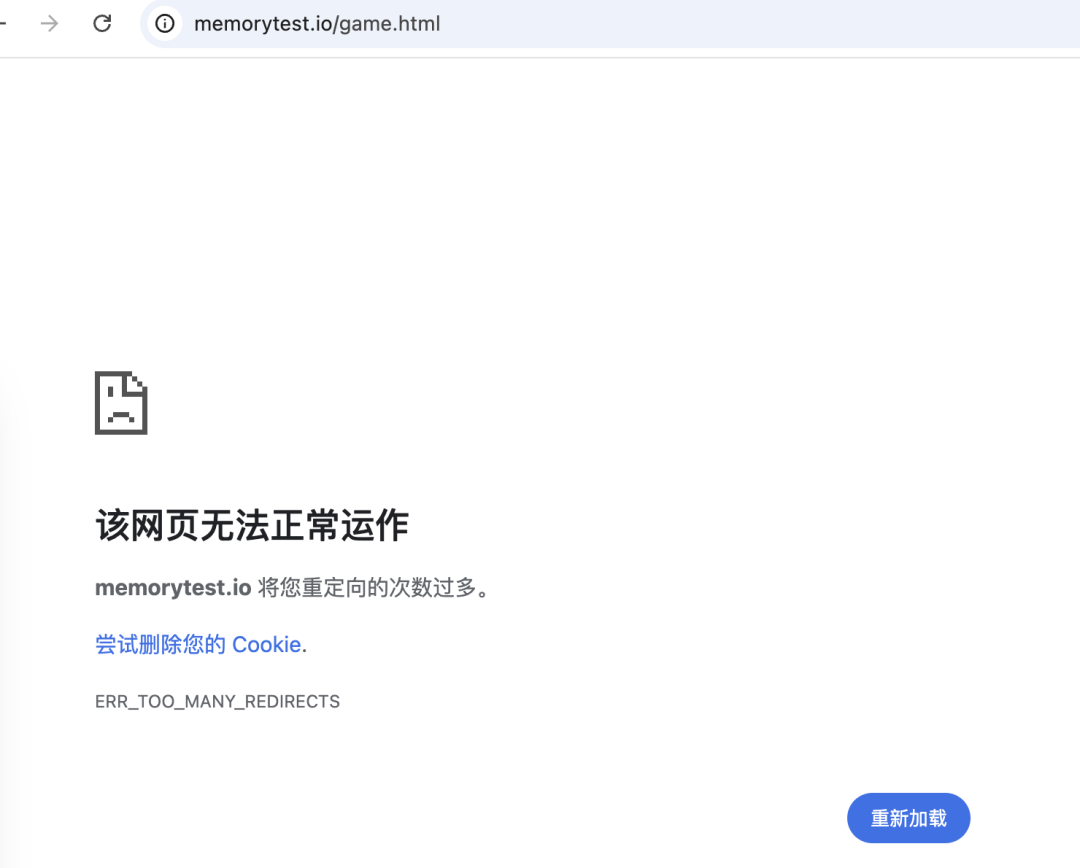 memorytest.io/game.html
该网页无法正常运作
memorytest.io 将您重定向的次数过多。
尝试删除您的 Cookie.
ERR_TOO_MANY_REDIRECTS
重新加载